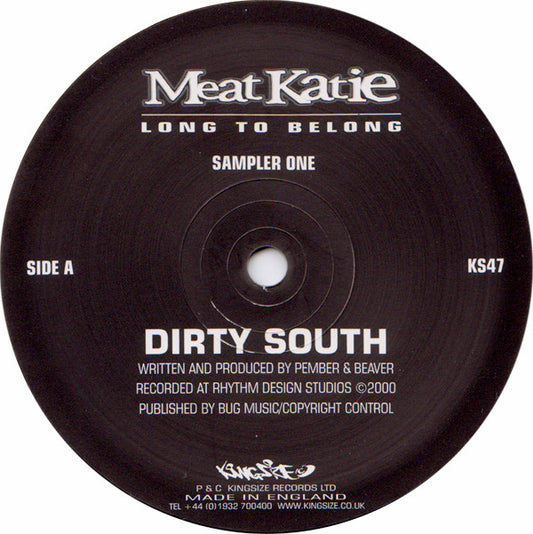 Meat Katie
LONG TO BELONG
SAMPLER ONE
SIDE A
KS47
DIRTY SOUTH
WRITTEN AND PRODUCED BY PEMBER & BEAVER
RECORDED AT RHYTHM DESIGN STUDIOS ©2000
PUBLISHED BY BUG MUSIC/COPYRIGHT CONTROL
KINGSIZE
P & C KINGSIZE RECORDS LTD
MADE IN ENGLAND
TEL +44 (0)1932 700400 WWW.KINGSIZE.CO.UK